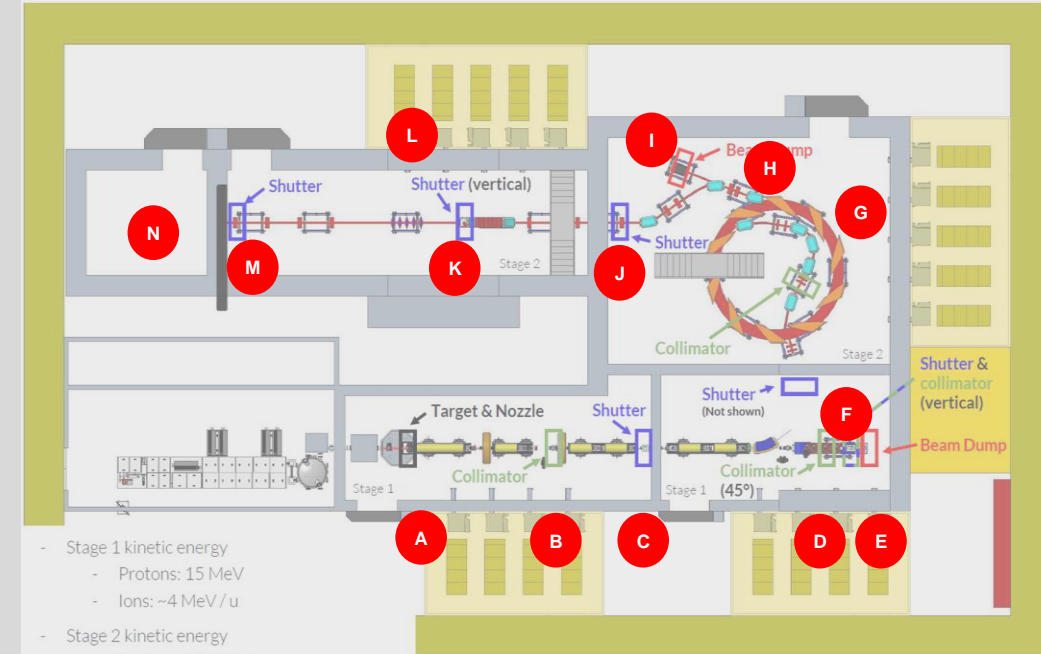 L
I
Beam Dump
H
G
Shutter
Shutter (vertical)
N
M
K
Stage 2
J
Shutter
Collimator
Stage 2
Shutter &
collimator
(vertical)
Shutter
(Not shown)
Target & Nozzle
Shutter
F
Beam Dump
Collimator
Collimator
(45°)
Stage 1
Stage 1
A
B
C
D
E
- Stage 1 kinetic energy
- Protons: 15 MeV
- Ions: ~4 MeV / u
- Stage 2 kinetic energy